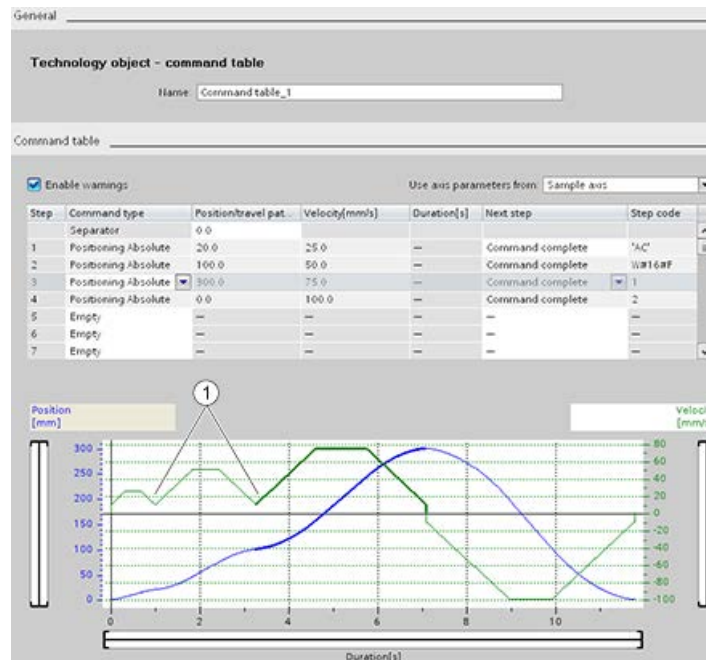 General
Technology object - command table
Name: Command table_1
Command table
Enable warnings Use axis parameters from: Sample axis
Step Command type Position/travel pat... Velocity[mm/s] Duration[s] Next step Step code
Separator 0.0
1 Positioning Absolute 20.0 25.0 — Command complete 'AC'
2 Positioning Absolute 100.0 50.0 Command complete W#16#F
3 Positioning Absolute 300.0 75.0 — Command complete 1
4 Positioning Absolute 0.0 100.0 — Command complete 2
5 Empty — — — —
6 Empty — — — —
7 Empty — — — —
1
Position
[mm]
Veloci
[mm/s
300 80
250 60
200 40
20
150 0
-20
100 -40
50 -60
-80
0 -100
0 2 4 6 8 10
Duration[s]